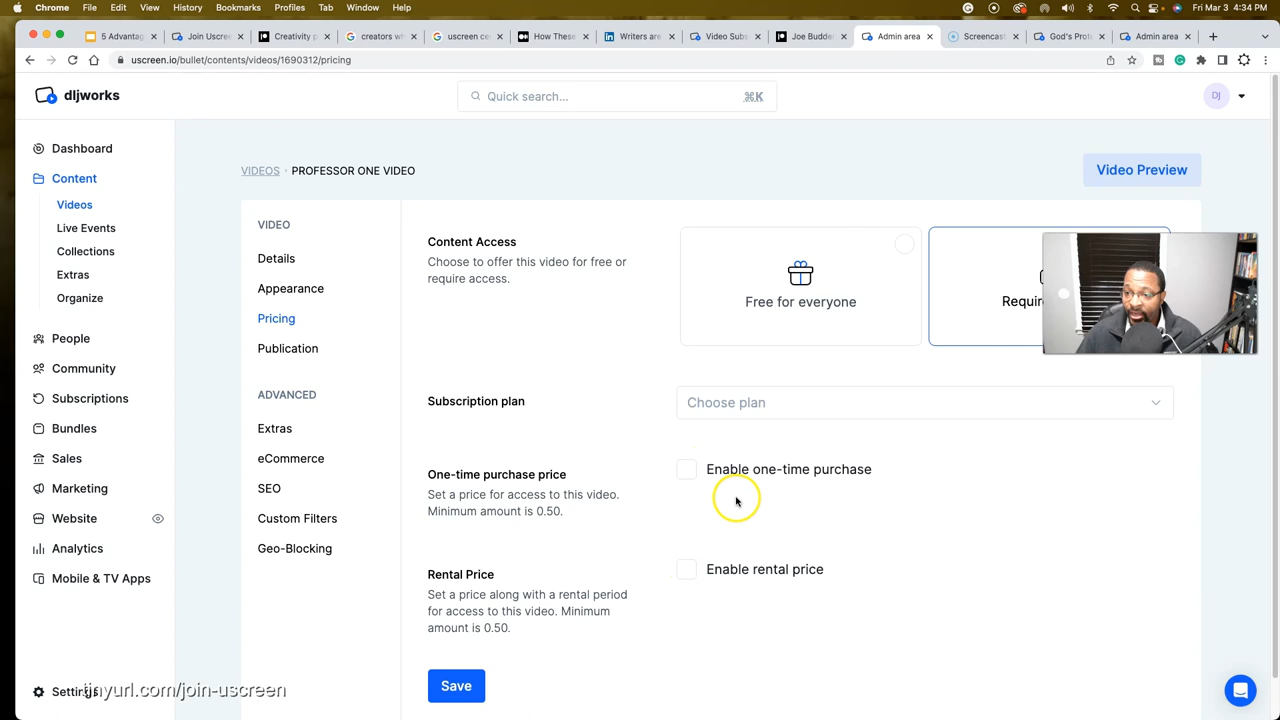 Chrome File Edit View History Bookmarks Profiles Tab Window Help Fri Mar 3 4:34 PM
5 Advantag Join Uscree Creativity p creators wh uscreen ce How These Writers are Video Subs Joe Budde Admin area Screencast God's Prote Admin area
uscreen.io/bullet/contents/videos/1690312/pricing
dljworks
Quick search... ⌘K
DJ
Dashboard
Content
Videos
Live Events
Collections
Extras
Organize
People
Community
Subscriptions
Bundles
Sales
Marketing
Website
Analytics
Mobile & TV Apps
Settings
tinyurl.com/join-uscreen
VIDEOS PROFESSOR ONE VIDEO
Video Preview
VIDEO
Details
Appearance
Pricing
Publication
ADVANCED
Extras
eCommerce
SEO
Custom Filters
Geo-Blocking
Content Access
Choose to offer this video for free or
require access.
Free for everyone
Requir
Subscription plan
Choose plan
One-time purchase price
Set a price for access to this video.
Minimum amount is 0.50.
Enable one-time purchase
Rental Price
Set a price along with a rental period
for access to this video. Minimum
amount is 0.50.
Enable rental price
Save